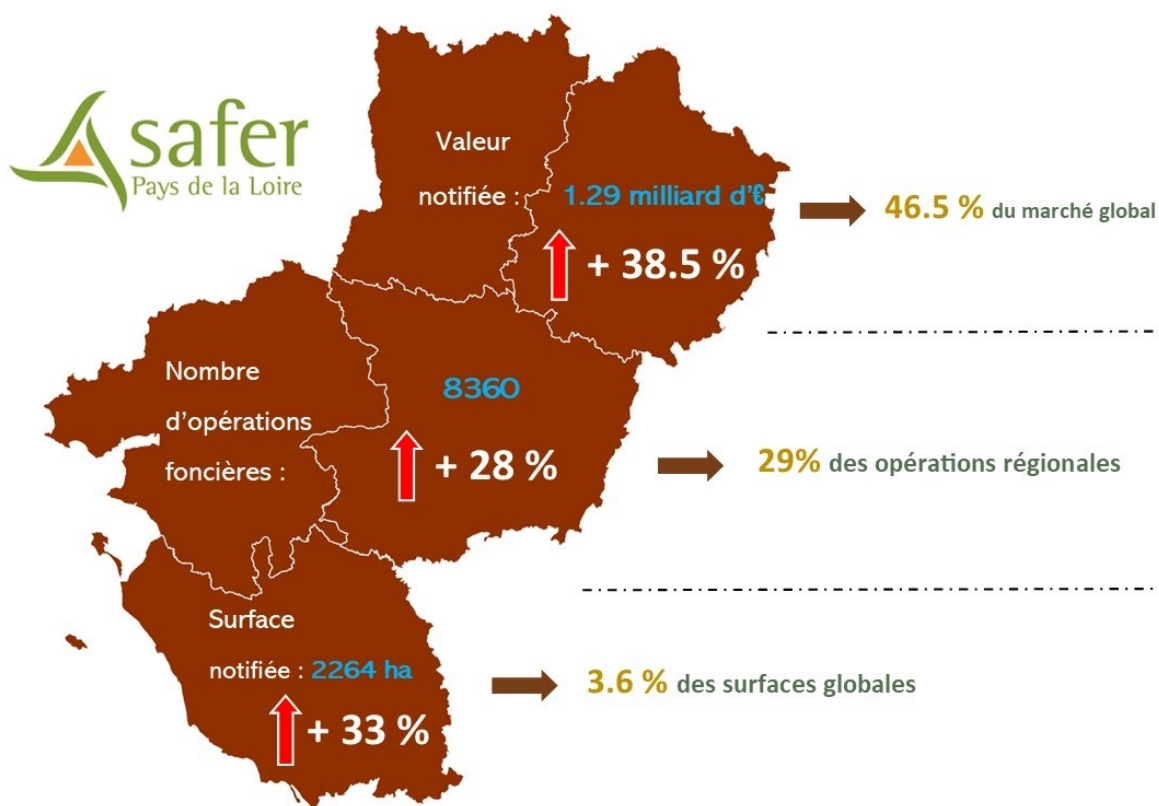 safer
Pays de la Loire
Valeur
notifiée : 1.29 milliard d'€
+ 38.5 %
46.5 % du marché global
Nombre
d'opérations
foncières :
8360
+ 28 %
29% des opérations régionales
Surface
notifiée : 2264 ha
+ 33 %
3.6 % des surfaces globales